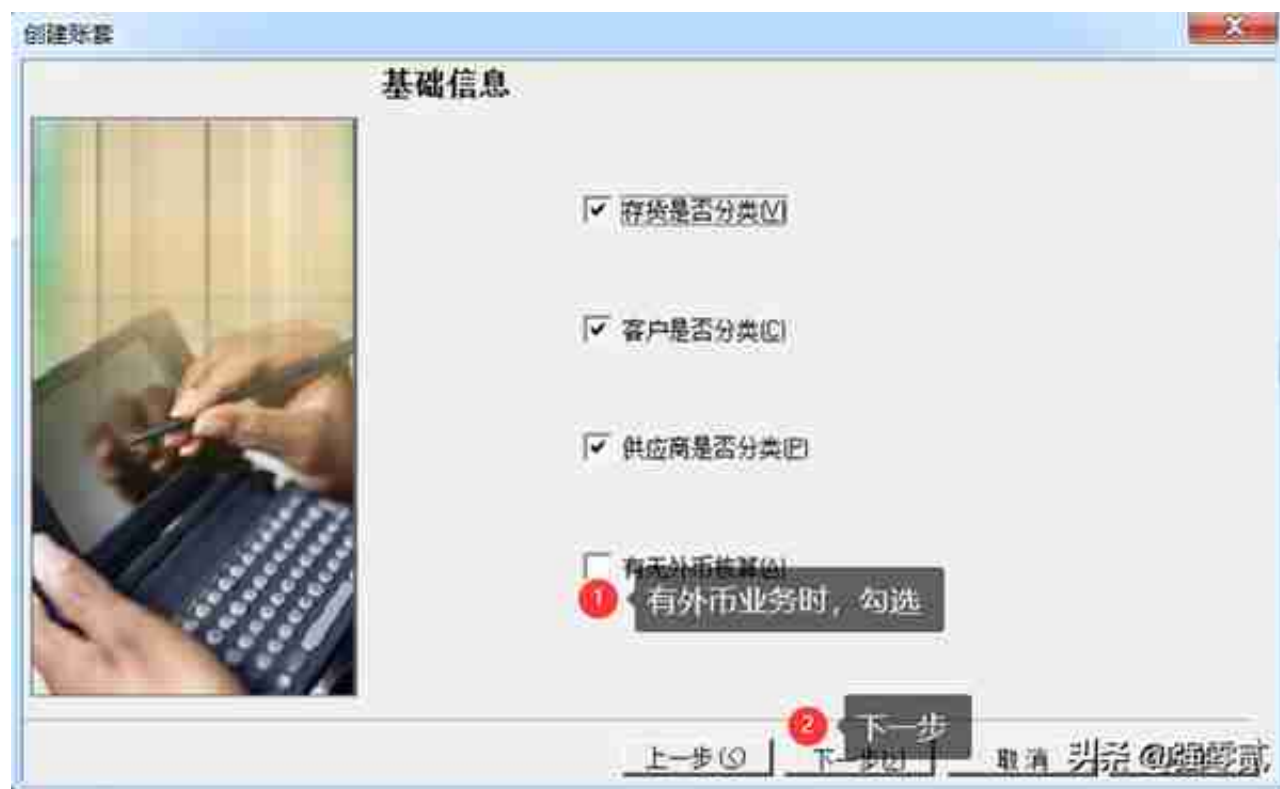 创建账套
基础信息
存货是否分类(V)
客户是否分类(C)
供应商是否分类(P)
有无外币核算(A)
1 有外币业务时，勾选
2 下一步
上一步(S) 下一步(N) 取消
头条